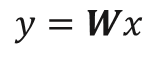 y = Wx